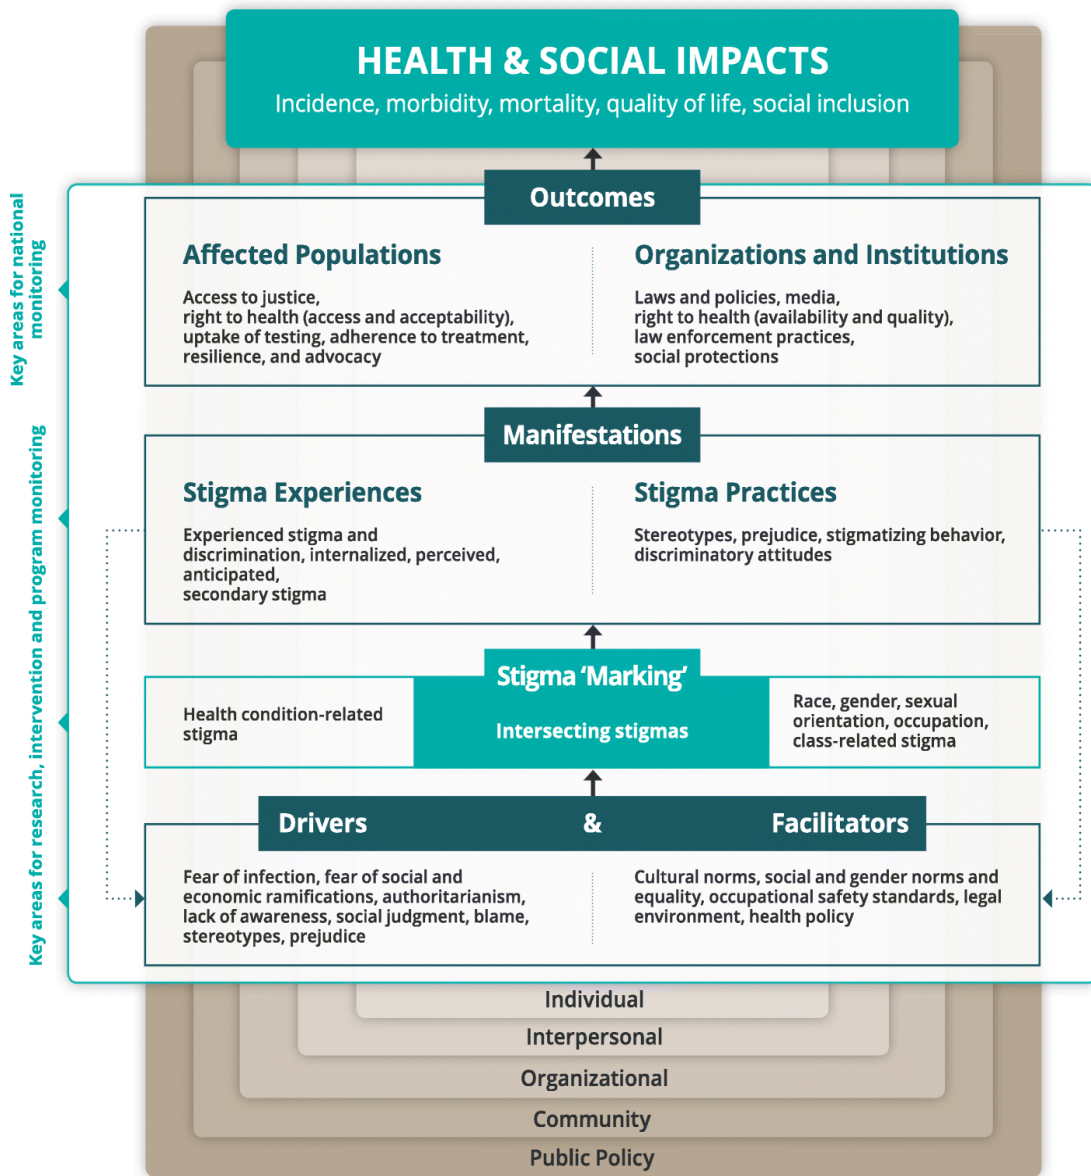 HEALTH & SOCIAL IMPACTS
Incidence, morbidity, mortality, quality of life, social inclusion
Key areas for national
monitoring
Outcomes
Affected Populations
Access to justice,
right to health (access and acceptability),
uptake of testing, adherence to treatment,
resilience, and advocacy
Organizations and Institutions
Laws and policies, media,
right to health (availability and quality),
law enforcement practices,
social protections
Key areas for research, intervention and program monitoring
Manifestations
Stigma Experiences
Experienced stigma and
discrimination, internalized, perceived,
anticipated,
secondary stigma
Stigma Practices
Stereotypes, prejudice, stigmatizing behavior,
discriminatory attitudes
Stigma ‘Marking’
Health condition-related
stigma
Intersecting stigmas
Race, gender, sexual
orientation, occupation,
class-related stigma
Drivers & Facilitators
Fear of infection, fear of social and
economic ramifications, authoritarianism,
lack of awareness, social judgment, blame,
stereotypes, prejudice
Cultural norms, social and gender norms and
equality, occupational safety standards, legal
environment, health policy
Individual
Interpersonal
Organizational
Community
Public Policy